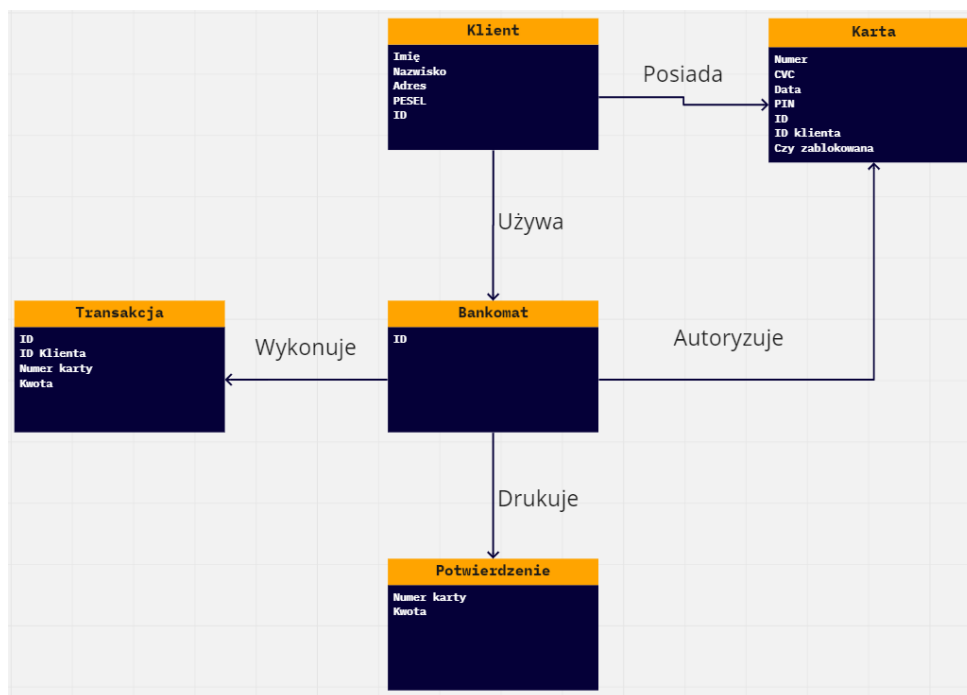 Klient
Imię
Nazwisko
Adres
PESEL
ID
Posiada
Karta
Numer
CVC
Data
PIN
ID
ID klienta
Czy zablokowana
Używa
Transakcja
ID
ID Klienta
Numer karty
Kwota
Wykonuje
Bankomat
ID
Autoryzuje
Drukuje
Potwierdzenie
Numer karty
Kwota